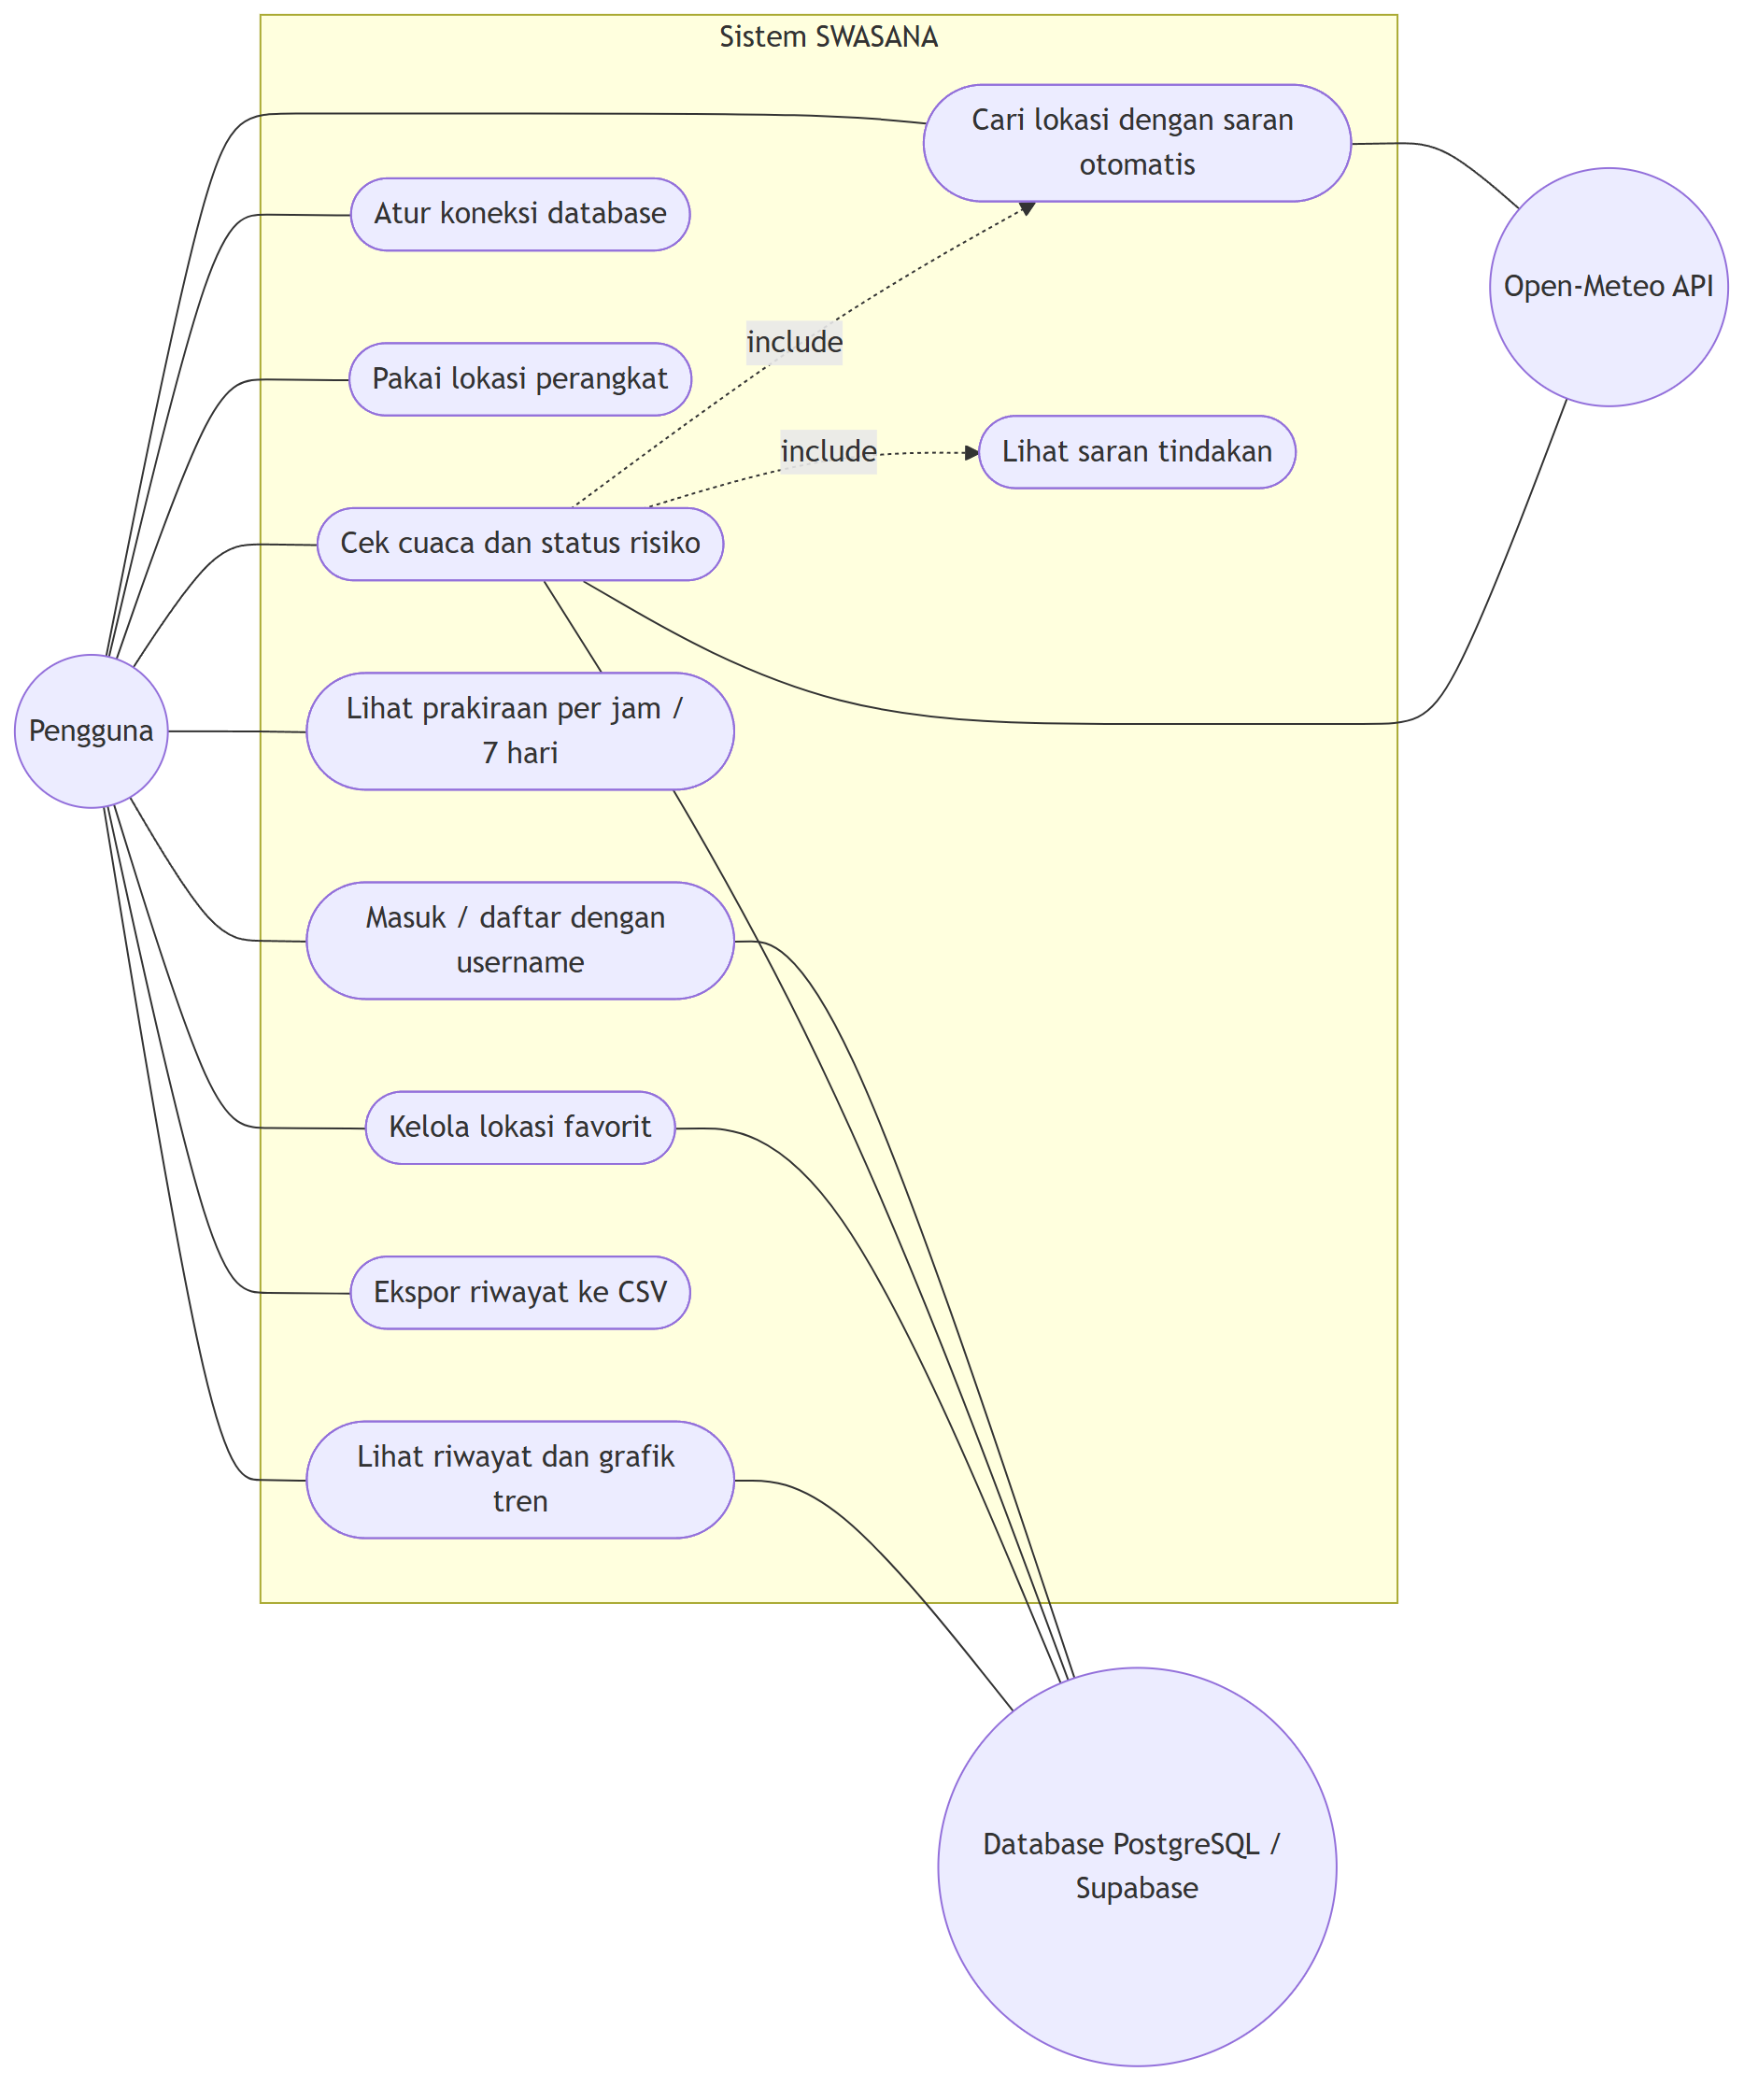 Sistem SWASANA
Cari lokasi dengan saran
otomatis
Atur koneksi database
Open-Meteo API
include
Pakai lokasi perangkat
include
Lihat saran tindakan
Cek cuaca dan status risiko
Pengguna
Lihat prakiraan per jam /
7 hari
Masuk / daftar dengan
username
Kelola lokasi favorit
Ekspor riwayat ke CSV
Lihat riwayat dan grafik
tren
Database PostgreSQL /
Supabase